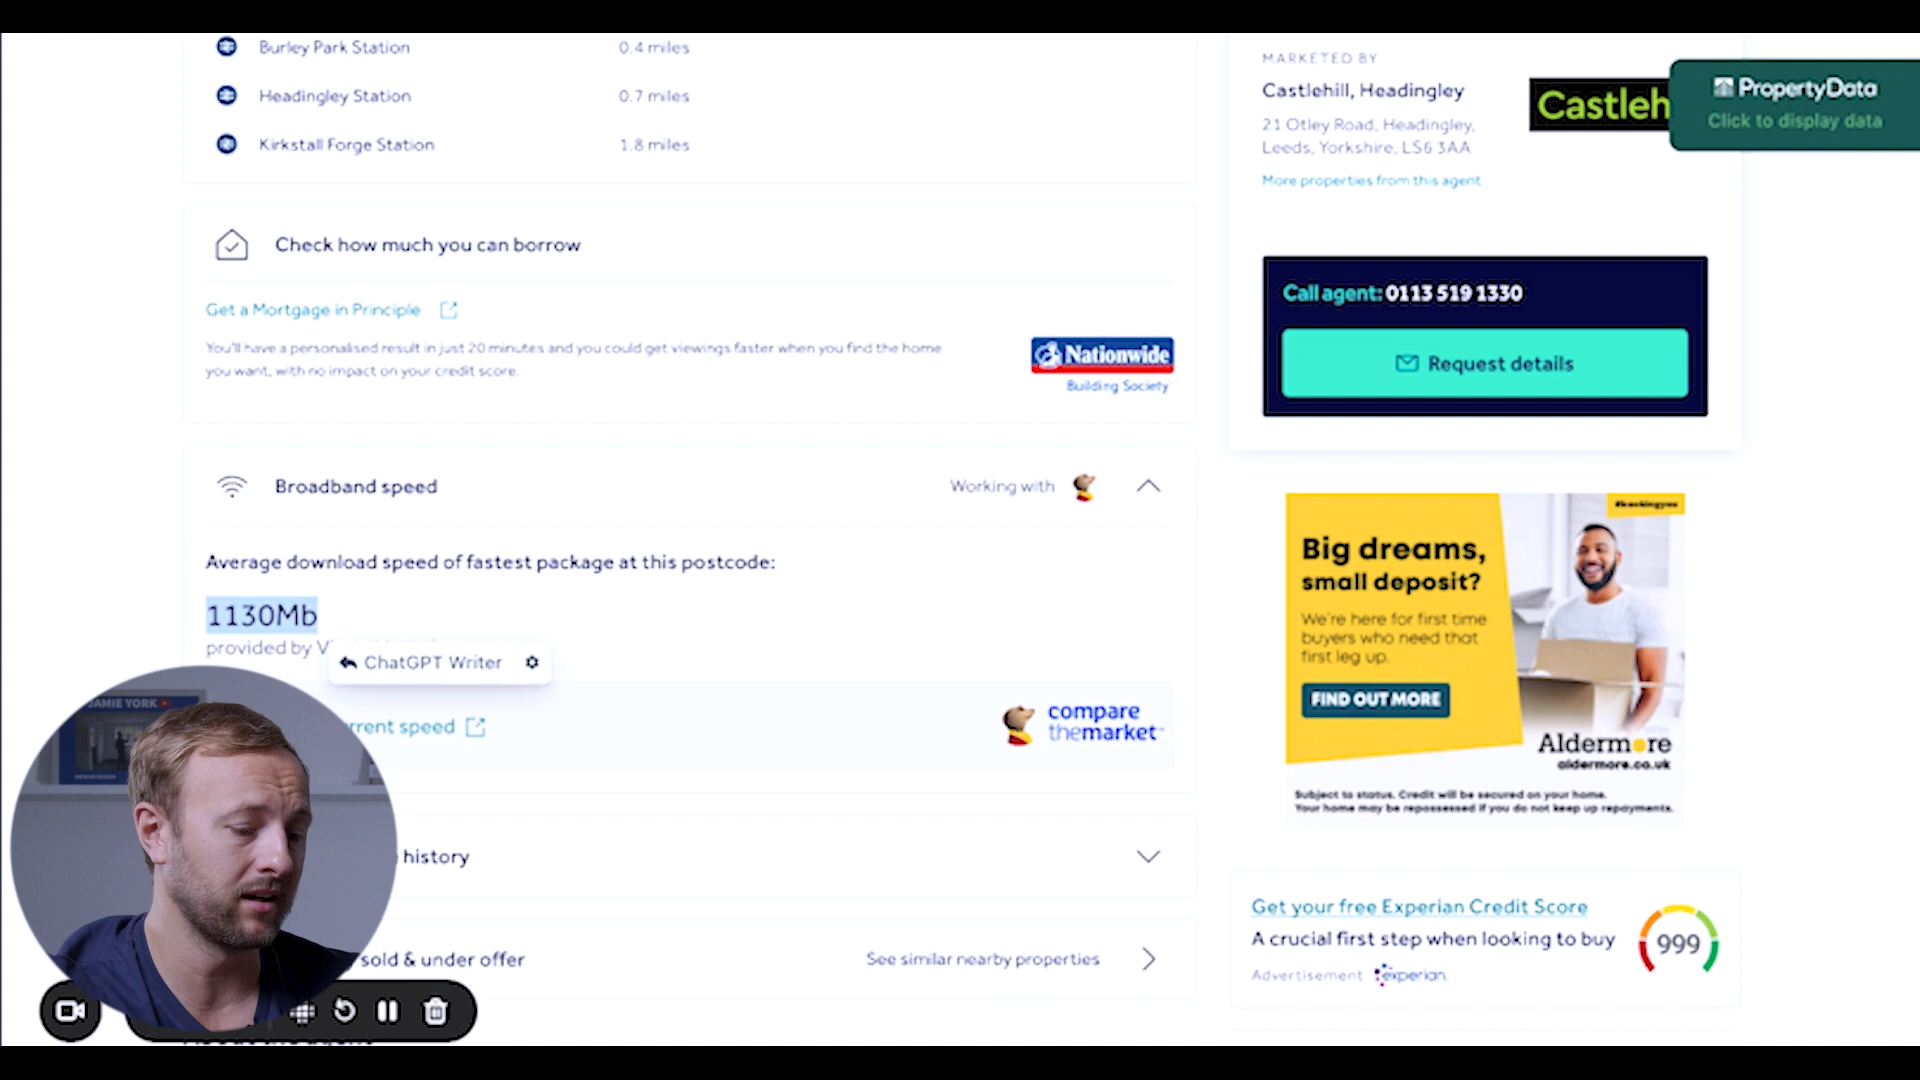 Burley Park Station 0.4 miles
Headingley Station 0.7 miles
Kirkstall Forge Station 1.8 miles
Check how much you can borrow
Get a Mortgage in Principle
You'll have a personalised result in just 20 minutes and you could get viewings faster when you find the home
you want, with no impact on your credit score.
Nationwide
Building Society
Broadband speed
Working with
Average download speed of fastest package at this postcode:
1130Mb
provided by V
ChatGPT Writer
rrent speed
compare
themarket
history
sold & under offer
See similar nearby properties
JAMIE YORK
MARKETED BY
Castlehill, Headingley
21 Otley Road, Headingley,
Leeds, Yorkshire, LS6 3AA
More properties from this agent
Castleh
PropertyData
Click to display data
Call agent: 0113 519 1330
Request details
#backingyou
Big dreams,
small deposit?
We're here for first time
buyers who need that
first leg up.
FIND OUT MORE
Aldermore
aldermore.co.uk
Subject to status. Credit will be secured on your home.
Your home may be repossessed if you do not keep up repayments.
Get your free Experian Credit Score
A crucial first step when looking to buy
Advertisement experian.
999